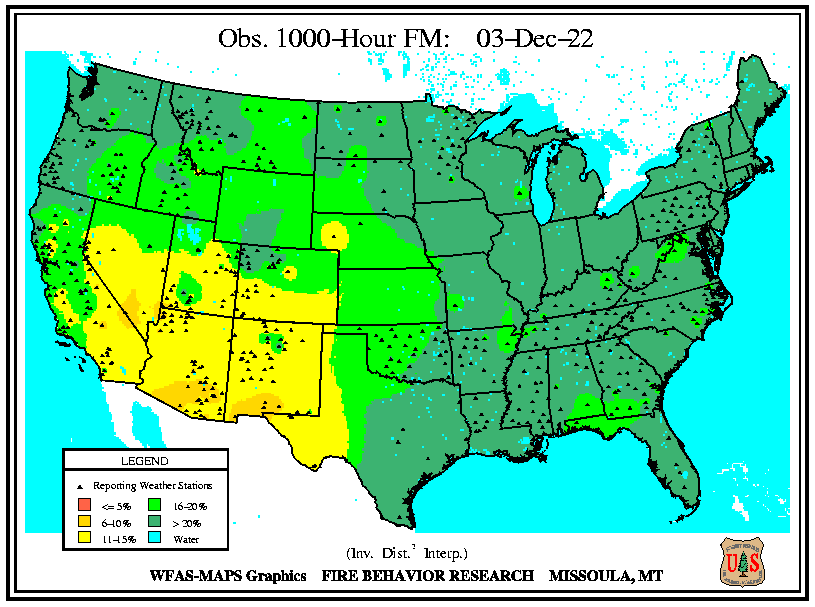 Obs. 1000-Hour FM: 03-Dec-22
LEGEND
Reporting Weather Stations
<= 5% 16-20%
6-10% > 20%
11-15% Water
(Inv. Dist.² Interp.)
WFAS-MAPS Graphics FIRE BEHAVIOR RESEARCH MISSOULA, MT
UAS